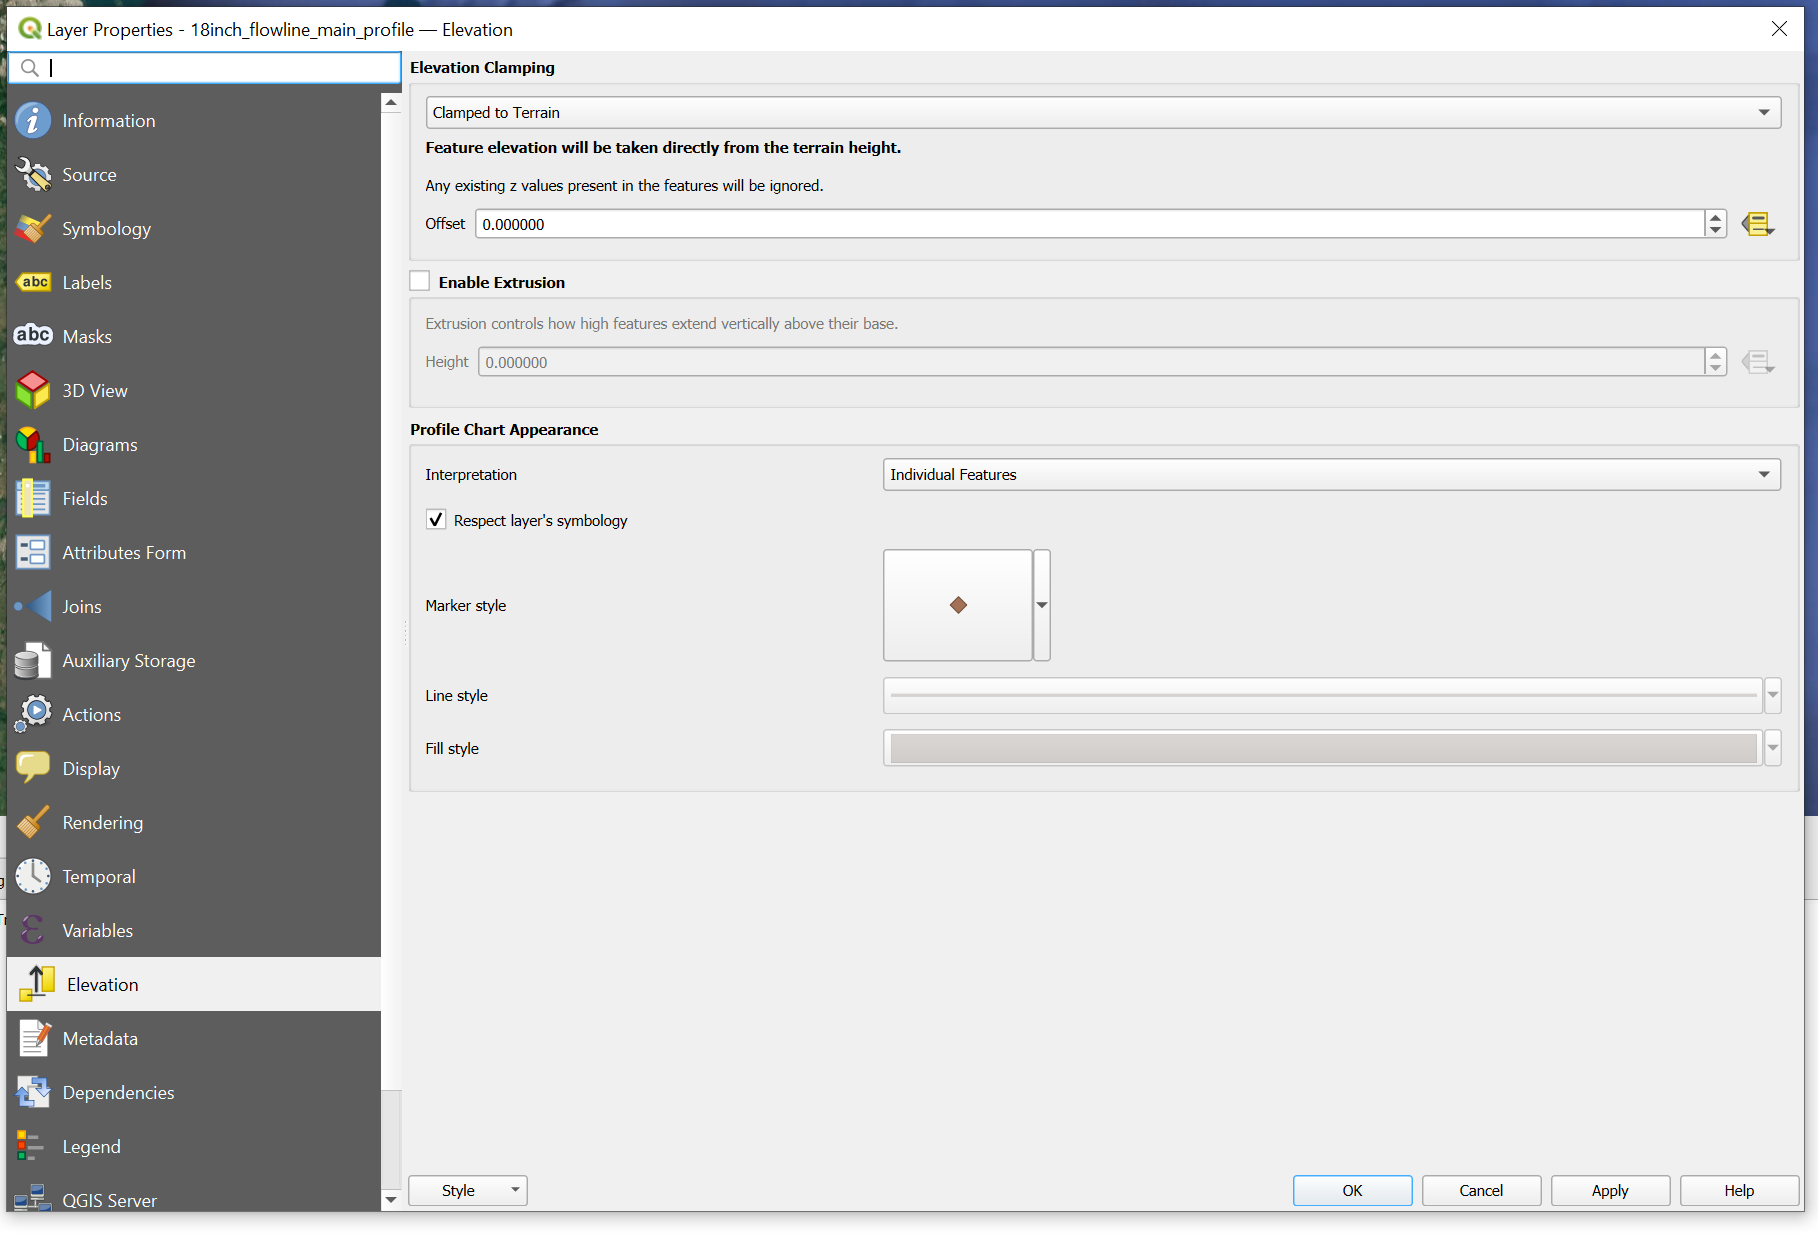 Layer Properties - 18inch_flowline_main_profile — Elevation
Information
Source
Symbology
abc Labels
abc Masks
3D View
Diagrams
Fields
Attributes Form
Joins
Auxiliary Storage
Actions
Display
Rendering
Temporal
Variables
Elevation
Metadata
Dependencies
Legend
QGIS Server
Elevation Clamping
Clamped to Terrain
Feature elevation will be taken directly from the terrain height.
Any existing z values present in the features will be ignored.
Offset 0.000000
Enable Extrusion
Extrusion controls how high features extend vertically above their base.
Height 0.000000
Profile Chart Appearance
Interpretation Individual Features
Respect layer's symbology
Marker style
Line style
Fill style
Style OK Cancel Apply Help